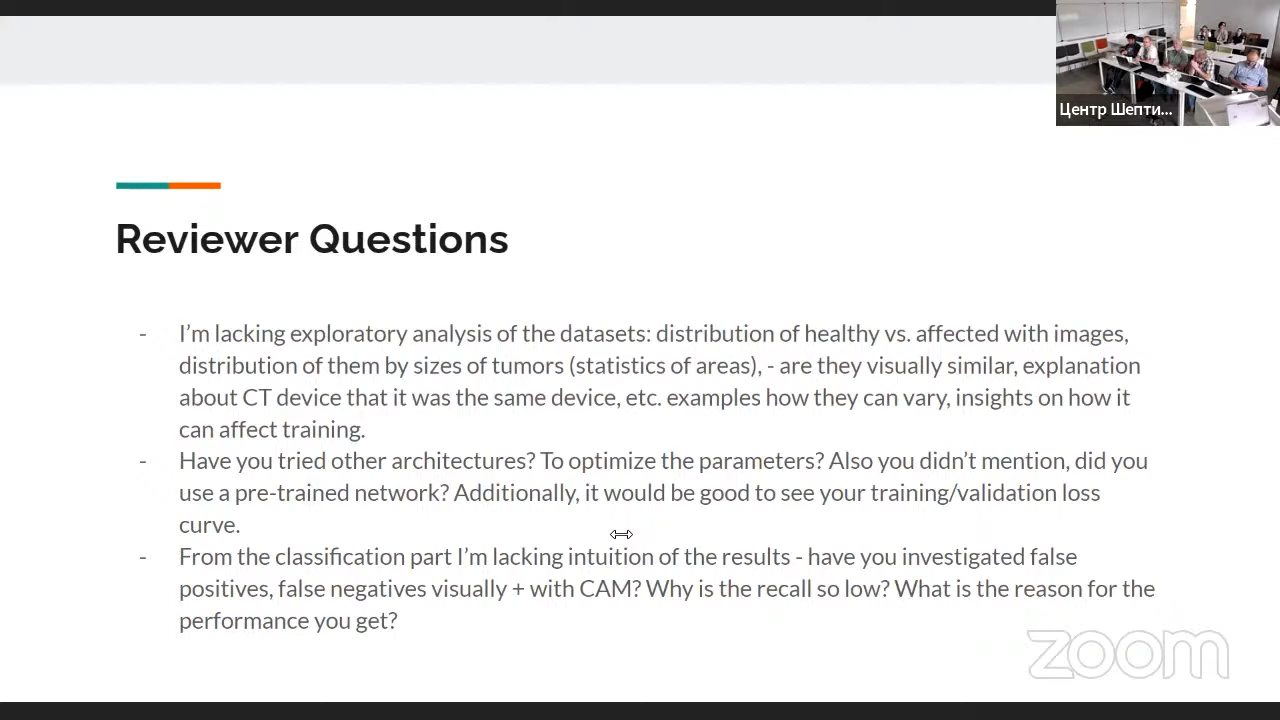 Центр Шепти...
Reviewer Questions
- I'm lacking exploratory analysis of the datasets: distribution of healthy vs. affected with images,
distribution of them by sizes of tumors (statistics of areas), - are they visually similar, explanation
about CT device that it was the same device, etc. examples how they can vary, insights on how it
can affect training.
- Have you tried other architectures? To optimize the parameters? Also you didn't mention, did you
use a pre-trained network? Additionally, it would be good to see your training/validation loss
curve.
- From the classification part I'm lacking intuition of the results - have you investigated false
positives, false negatives visually + with CAM? Why is the recall so low? What is the reason for the
performance you get?
zoom